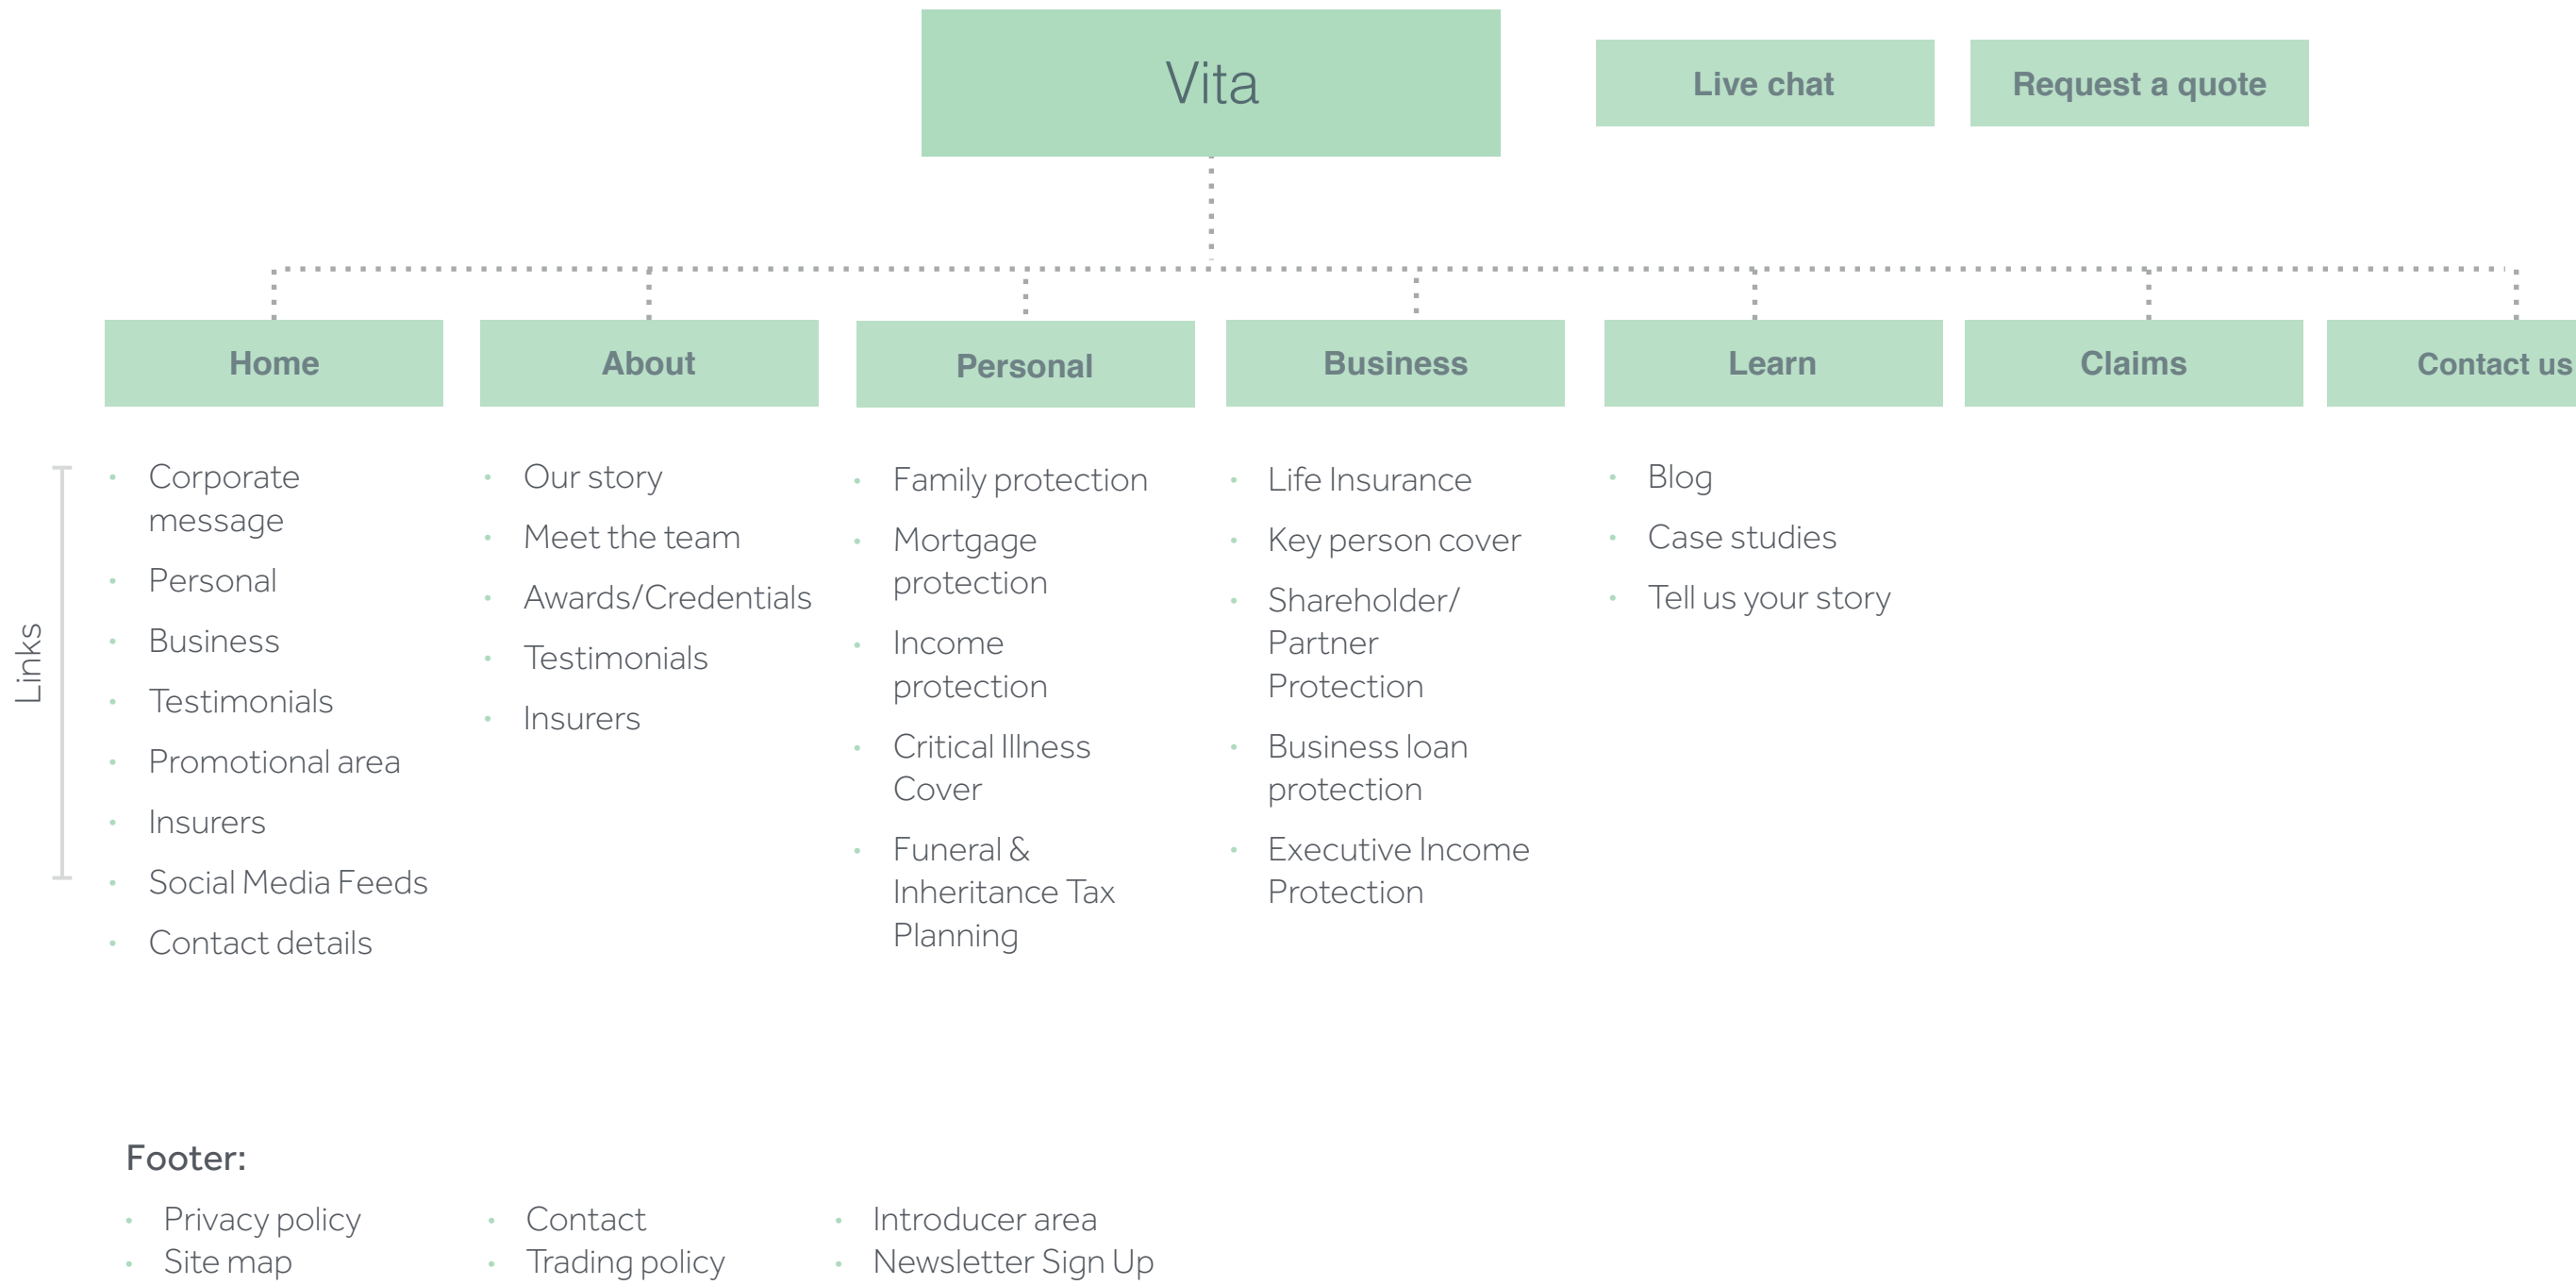 Vita
Live chat
Request a quote
Home
About
Personal
Business
Learn
Claims
Contact us
Links
Corporate
message
Personal
Business
Testimonials
Promotional area
Insurers
Social Media Feeds
Contact details
Our story
Meet the team
Awards/Credentials
Testimonials
Insurers
Family protection
Mortgage
protection
Income
protection
Critical Illness
Cover
Funeral &
Inheritance Tax
Planning
Life Insurance
Key person cover
Shareholder/
Partner
Protection
Business loan
protection
Executive Income
Protection
Blog
Case studies
Tell us your story
Footer:
Privacy policy
Site map
Contact
Trading policy
Introducer area
Newsletter Sign Up